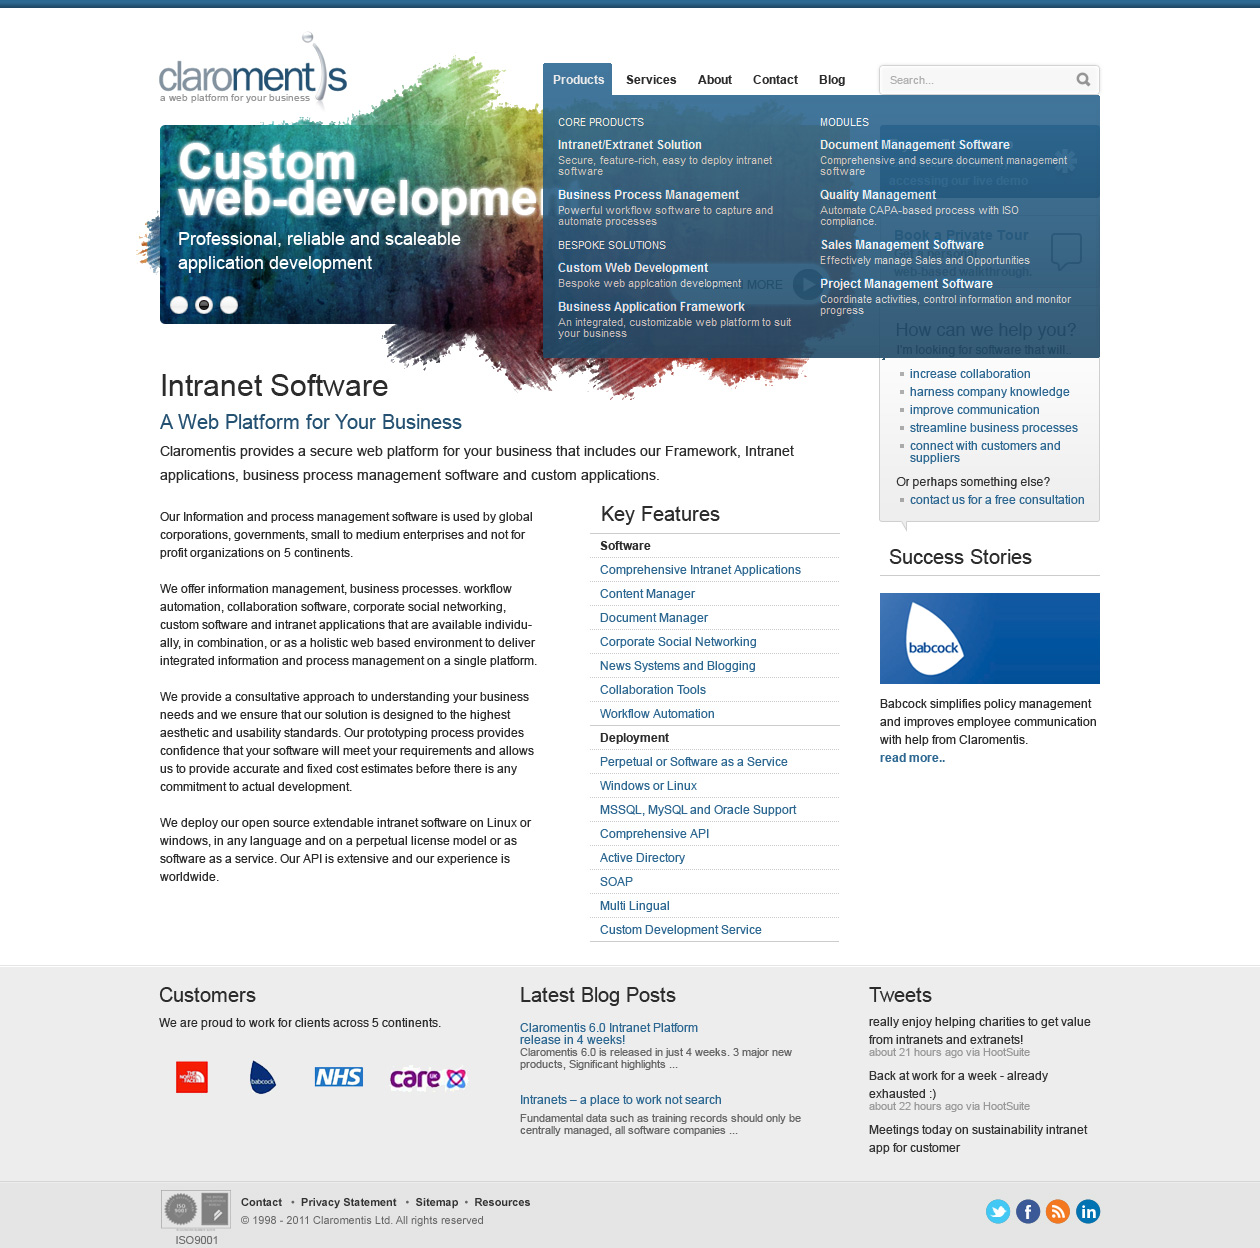 claromentis
a web platform for your business
Products Services About Contact Blog
Search...
CORE PRODUCTS
Intranet/Extranet Solution
Secure, feature-rich, easy to deploy intranet
software
Business Process Management
Powerful workflow software to capture and
automate processes
BESPOKE SOLUTIONS
Custom Web Development
Bespoke web applcation development
Business Application Framework
An integrated, customizable web platform to suit
your business
MODULES
Document Management Software
Comprehensive and secure document management
software
Quality Management
Automate CAPA-based process with ISO
compliance.
Sales Management Software
Effectively manage Sales and Opportunities
Project Management Software
Coordinate activities, control information and monitor
progress
Custom
web-developme
Professional, reliable and scaleable
application development
MORE
accessing our live demo
Book a Private Tour
web-based walkthrough.
How can we help you?
I'm looking for software that will..
increase collaboration
harness company knowledge
improve communication
streamline business processes
connect with customers and
suppliers
Or perhaps something else?
contact us for a free consultation
Intranet Software
A Web Platform for Your Business
Claromentis provides a secure web platform for your business that includes our Framework, Intranet
applications, business process management software and custom applications.
Our Information and process management software is used by global
corporations, governments, small to medium enterprises and not for
profit organizations on 5 continents.
We offer information management, business processes. workflow
automation, collaboration software, corporate social networking,
custom software and intranet applications that are available individu-
ally, in combination, or as a holistic web based environment to deliver
integrated information and process management on a single platform.
We provide a consultative approach to understanding your business
needs and we ensure that our solution is designed to the highest
aesthetic and usability standards. Our prototyping process provides
confidence that your software will meet your requirements and allows
us to provide accurate and fixed cost estimates before there is any
commitment to actual development.
We deploy our open source extendable intranet software on Linux or
windows, in any language and on a perpetual license model or as
software as a service. Our API is extensive and our experience is
worldwide.
Key Features
Software
Comprehensive Intranet Applications
Content Manager
Document Manager
Corporate Social Networking
News Systems and Blogging
Collaboration Tools
Workflow Automation
Deployment
Perpetual or Software as a Service
Windows or Linux
MSSQL, MySQL and Oracle Support
Comprehensive API
Active Directory
SOAP
Multi Lingual
Custom Development Service
Success Stories
babcock
Babcock simplifies policy management
and improves employee communication
with help from Claromentis.
read more..
Customers
We are proud to work for clients across 5 continents.
THE
NORTH
FACE
babcock
NHS
care
Latest Blog Posts
Claromentis 6.0 Intranet Platform
release in 4 weeks!
Claromentis 6.0 is released in just 4 weeks. 3 major new
products, Significant highlights ...
Intranets – a place to work not search
Fundamental data such as training records should only be
centrally managed, all software companies ...
Tweets
really enjoy helping charities to get value
from intranets and extranets!
about 21 hours ago via HootSuite
Back at work for a week - already
exhausted :)
about 22 hours ago via HootSuite
Meetings today on sustainability intranet
app for customer
ISO
9001
ISO9001
Contact • Privacy Statement • Sitemap • Resources
© 1998 - 2011 Claromentis Ltd. All rights reserved
f
in